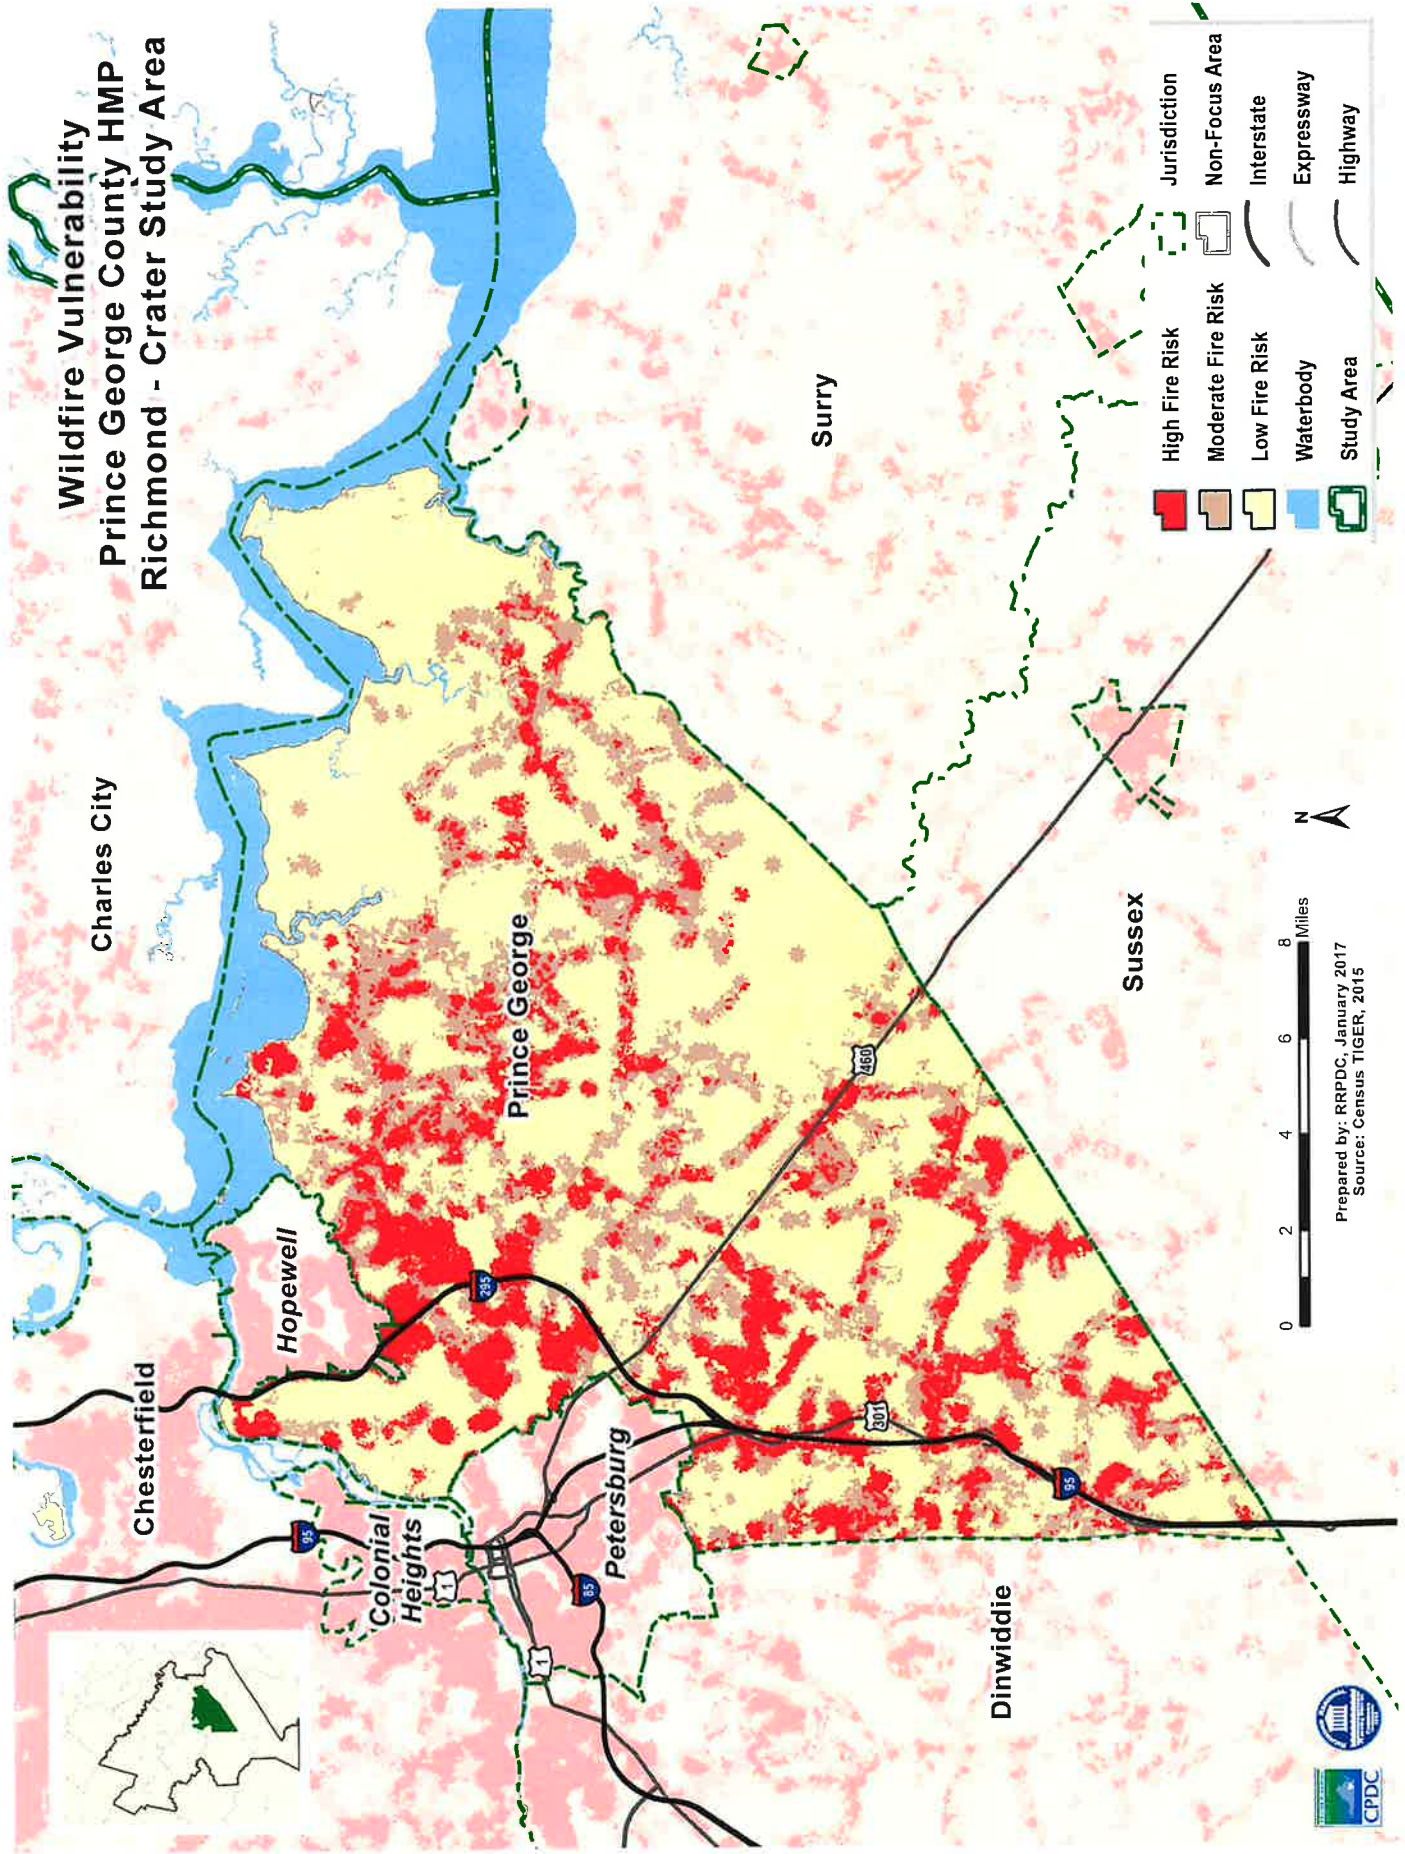 Wildfire Vulnerability
Prince George County HMP
Richmond - Crater Study Area
Charles City
Chesterfield
Hopewell
Colonial
Heights
Petersburg
Prince George
Surry
Sussex
Dinwiddie
95
295
1
1
85
460
301
95
High Fire Risk
Moderate Fire Risk
Low Fire Risk
Waterbody
Study Area
Jurisdiction
Non-Focus Area
Interstate
Expressway
Highway
N
0 2 4 6 8
Miles
Prepared by: RRPDC, January 2017
Source: Census TIGER, 2015
CPDC